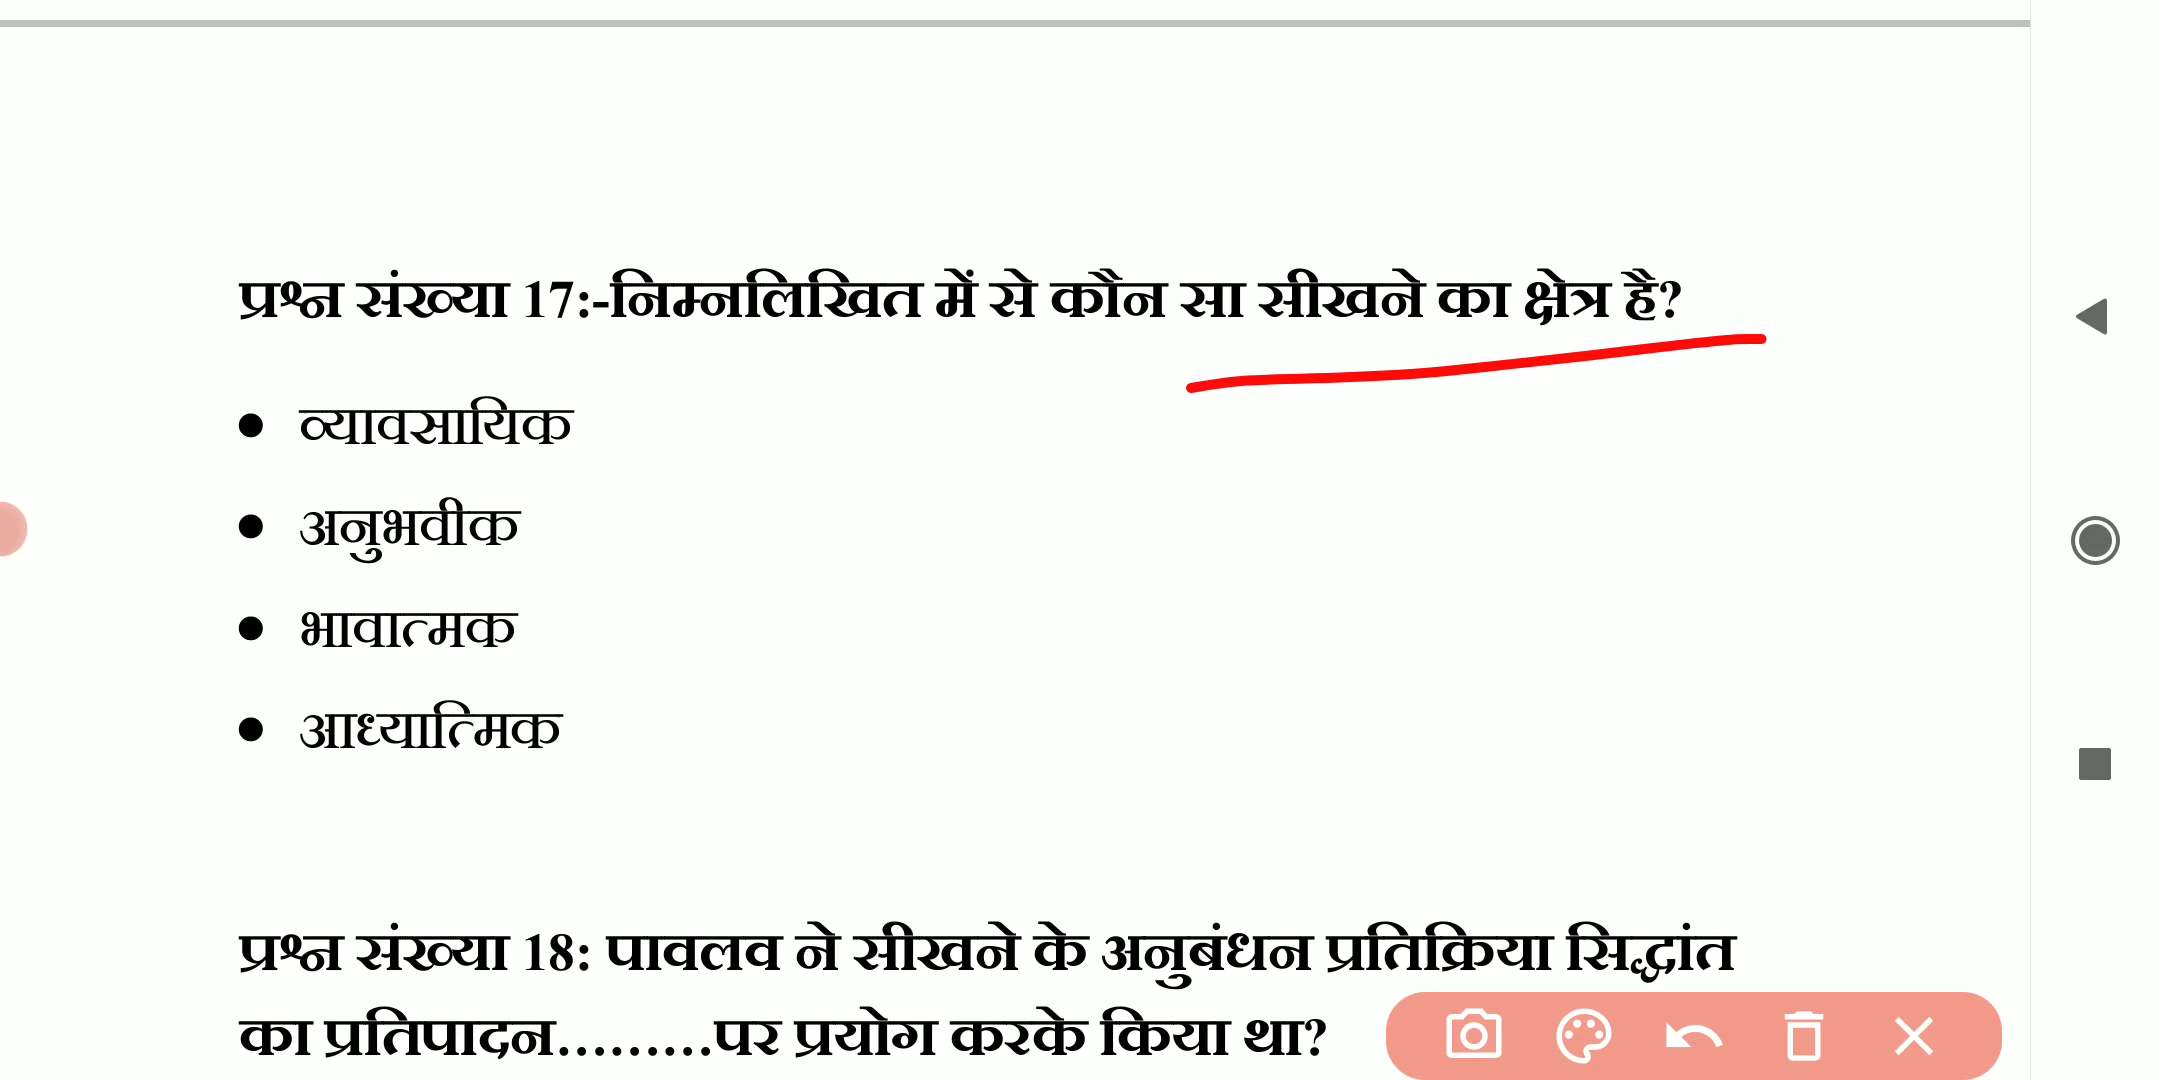 प्रश्न संख्या 17:-निम्नलिखित में से कौन सा सीखने का क्षेत्र है?
● व्यावसायिक
● अनुभवीक
● भावात्मक
● आध्यात्मिक
प्रश्न संख्या 18: पावलव ने सीखने के अनुबंधन प्रतिक्रिया सिद्धांत
का प्रतिपादन.........पर प्रयोग करके किया था?